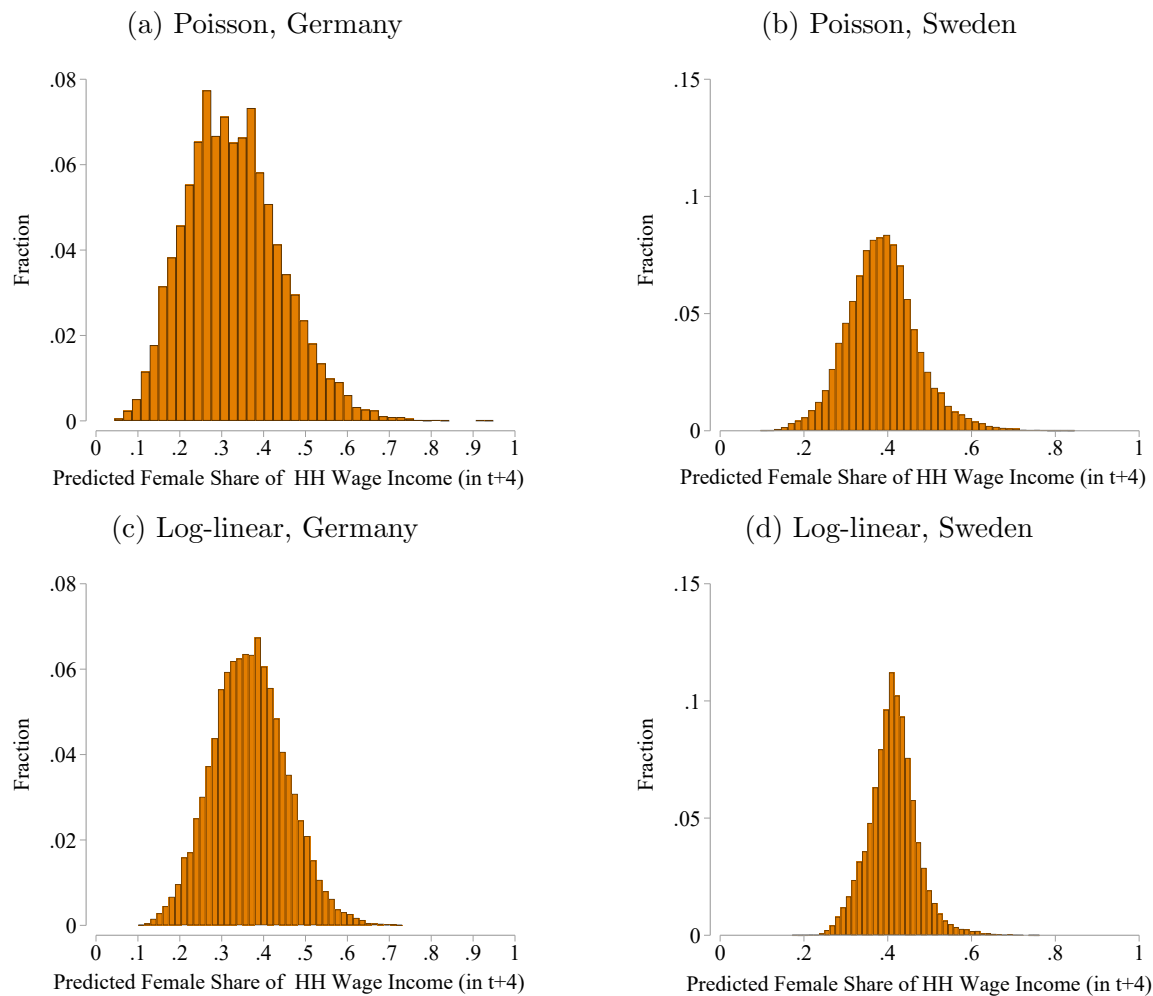 (a) Poisson, Germany
(b) Poisson, Sweden
.08
.06
.04
.02
0
Fraction
0 .1 .2 .3 .4 .5 .6 .7 .8 .9 1
Predicted Female Share of HH Wage Income (in t+4)
.15
.1
.05
0
Fraction
0 .2 .4 .6 .8 1
Predicted Female Share of HH Wage Income (in t+4)
(c) Log-linear, Germany
(d) Log-linear, Sweden
.08
.06
.04
.02
0
Fraction
0 .1 .2 .3 .4 .5 .6 .7 .8 .9 1
Predicted Female Share of HH Wage Income (in t+4)
.15
.1
.05
0
Fraction
0 .2 .4 .6 .8 1
Predicted Female Share of HH Wage Income (in t+4)